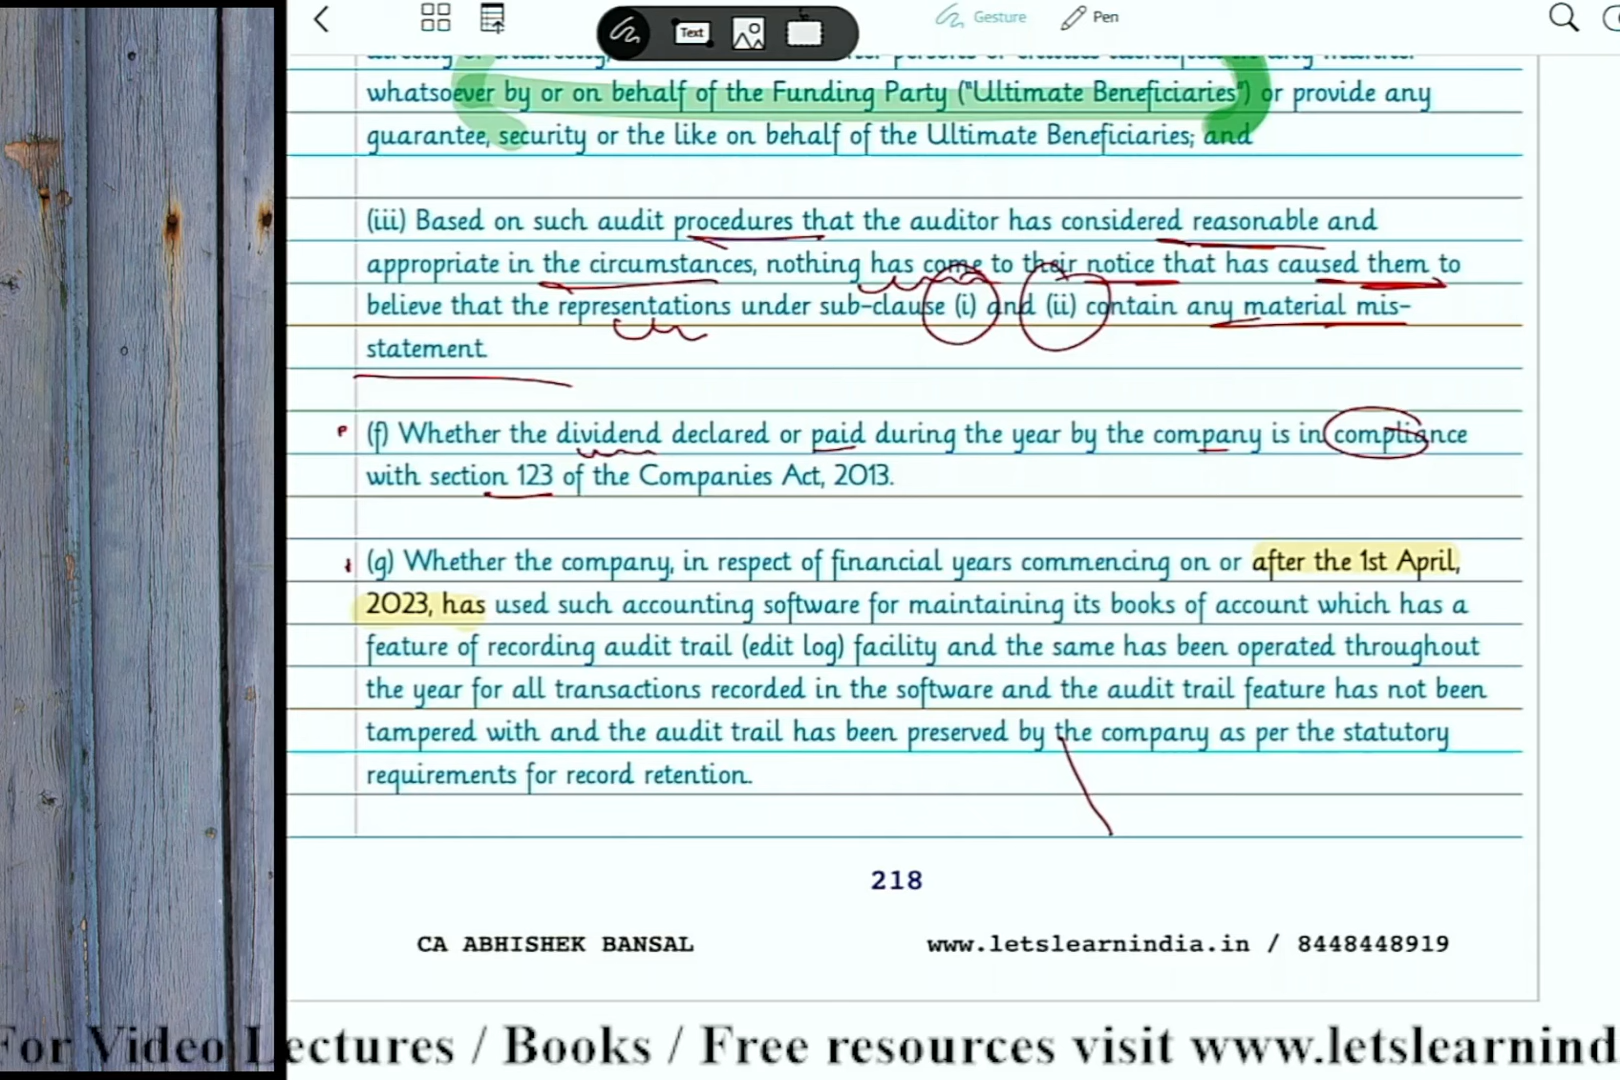 Text
Gesture
Pen
whatsoever by or on behalf of the Funding Party ("Ultimate Beneficiaries") or provide any
guarantee, security or the like on behalf of the Ultimate Beneficiaries; and
(iii) Based on such audit procedures that the auditor has considered reasonable and
appropriate in the circumstances, nothing has come to their notice that has caused them to
believe that the representations under sub-clause (i) and (ii) contain any material mis-
statement.
(f) Whether the dividend declared or paid during the year by the company is in compliance
with section 123 of the Companies Act, 2013.
(g) Whether the company, in respect of financial years commencing on or after the 1st April,
2023, has used such accounting software for maintaining its books of account which has a
feature of recording audit trail (edit log) facility and the same has been operated throughout
the year for all transactions recorded in the software and the audit trail feature has not been
tampered with and the audit trail has been preserved by the company as per the statutory
requirements for record retention.
218
CA ABHISHEK BANSAL
www.letslearnindia.in / 8448448919
For Video Lectures / Books / Free resources visit www.letslearnind